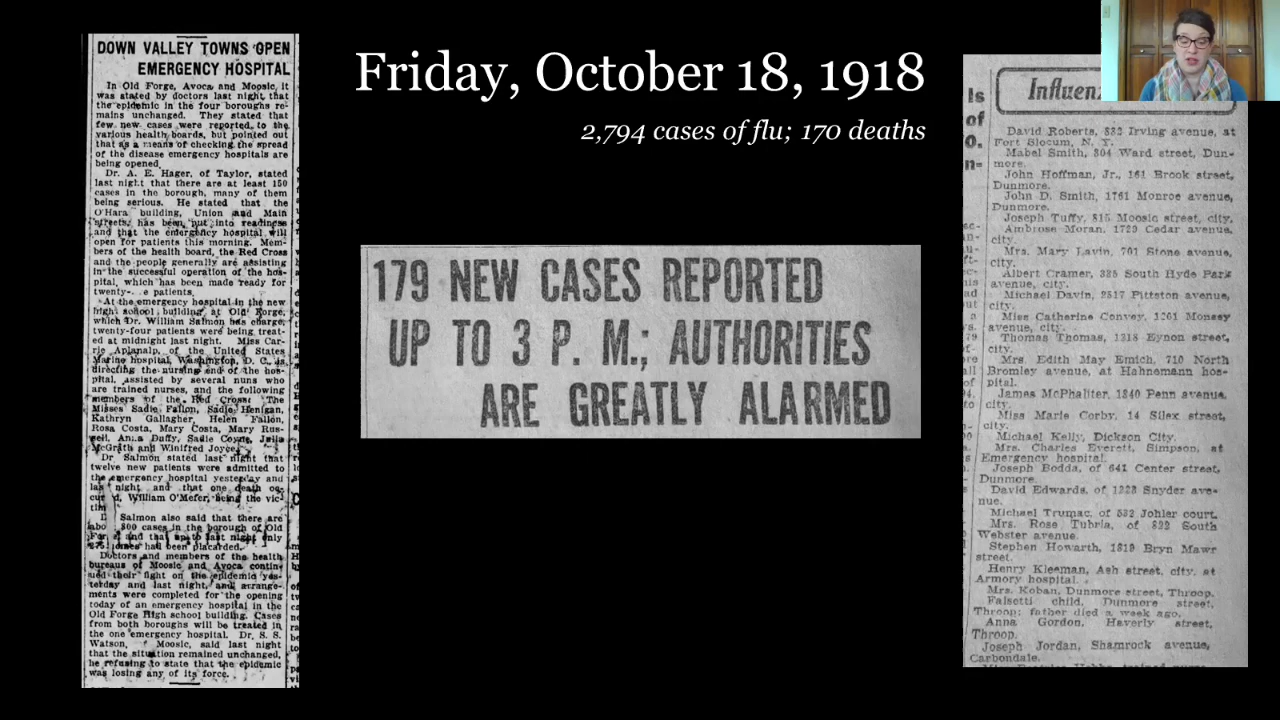 DOWN VALLEY TOWNS OPEN
EMERGENCY HOSPITAL
In Old Forge, Avoca and Moosic, it
was stated by doctors last night, that
the epidemic in the four boroughs re-
mains unchanged. They stated that
few new cases were reported to the
various health boards, but pointed out
that as a means of checking the spread
of the disease emergency hospitals are
being opened.
Dr. A. E. Hager, of Taylor, stated
last night that there are at least 150
cases in the borough, many of them
being serious. He stated that the
O'Hara building, Union and Main
streets, has been put into readiness
and that the emergency hospital will
open for patients this morning. Mem-
bers of the health board, the Red Cross
and the people generally are assisting
in the successful operation of the hos-
pital, which has been made ready for
twenty- e patients.
At the emergency hospital in the new
high school building at Old Forge,
which Dr. William Salmon has charge,
twenty-four patients were being treat-
ed at midnight last night. Miss Car-
rie Aplanalp, of the United States
Marine hospital, Washington, D. C., is
directing the nursing end of the hos-
pital, assisted by several nuns who
are trained nurses, and the following
members of the Red Cross: The
Misses Sadie Fallon, Sadie Henigan,
Kathryn Gallagher, Helen Fallon,
Rosa Costa, Mary Costa, Mary Rus-
sell, Anna Duffy, Sadie Coyne, Julia
McGrath and Winifred Joyce.
Dr. Salmon stated last night that
twelve new patients were admitted to
the emergency hospital yesterday and
last night and that one death oc-
cur d, William O'Mefer, being the vic-
tim
Salmon also said that there are
abo 300 cases in the borough of Old
For and that up to last night only
homes had been placarded.
Doctors and members of the health
bureaus of Moosic and Avoca contin-
ued their fight on the epidemic yes-
terday and last night, and arrange-
ments were completed for the opening
today of an emergency hospital in the
Old Forge High school building. Cases
from both boroughs will be treated in
the one emergency hospital. Dr. S. S.
Watson, Moosic, said last night
that the situation remained unchanged,
he refusing to state that the epidemic
was losing any of its force.
Friday, October 18, 1918
2,794 cases of flu; 170 deaths
179 NEW CASES REPORTED
UP TO 3 P. M.; AUTHORITIES
ARE GREATLY ALARMED
Influen
David Roberts, 832 Irving avenue, at
Fort Slocum, N. Y.
Mabel Smith, 304 Ward street, Dun-
more.
John Hoffman, Jr., 161 Brook street,
Dunmore.
John D. Smith, 1761 Monroe avenue,
Dunmore.
Joseph Tuffy, 815 Moosic street, city.
Ambrose Moran, 1729 Cedar avenue,
city.
Mrs. Mary Lavin, 701 Stone avenue,
city.
Albert Cramer, 325 South Hyde Park
avenue, city.
Michael Davin, 2517 Pittston avenue,
city.
Miss Catherine Convey, 1301 Monsey
avenue, city.
Thomas Thomas, 1318 Eynon street,
city.
Mrs. Edith May Emich, 710 North
Bromley avenue, at Hahnemann hos-
pital.
James McPhaliter, 1840 Penn avenue,
city.
Miss Marie Corby, 14 Silex street,
city.
Michael Kelly, Dickson City.
Mrs. Charles Everett, Simpson, at
Emergency hospital.
Joseph Bodda, of 641 Center street,
Dunmore.
David Edwards, of 1228 Snyder ave-
nue.
Michael Trumac, of 532 Johler court.
Mrs. Rose Tubria, of 822 South
Webster avenue.
Stephen Howarth, 1819 Bryn Mawr
street.
Henry Kleeman, Ash street, city, at
Armory hospital.
Mrs. Koban, Dunmore street, Throop.
Falsetti child, Dunmore street,
Throop; father died a week ago.
Anna Gordon, Haverly street,
Throop.
Joseph Jordan, Shamrock avenue,
Carbondale.